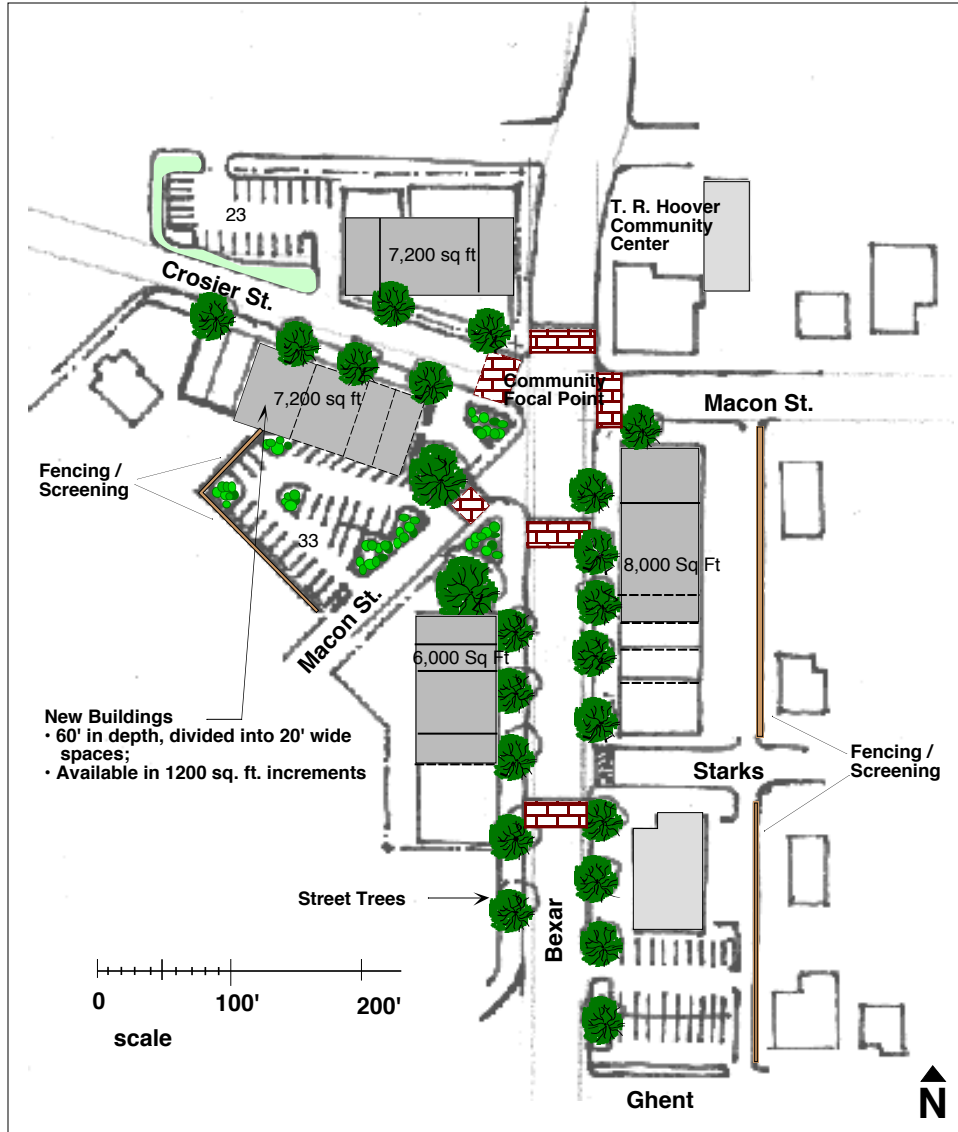 T. R. Hoover
Community
Center
23
7,200 sq ft
Crosier St.
Community
Focal Point
Macon St.
7,200 sq ft
Fencing /
Screening
33
8,000 Sq Ft
Macon St.
6,000 Sq Ft
New Buildings
• 60' in depth, divided into 20' wide
spaces;
• Available in 1200 sq. ft. increments
Fencing /
Screening
Starks
Street Trees
Bexar
0 100' 200'
scale
Ghent
N